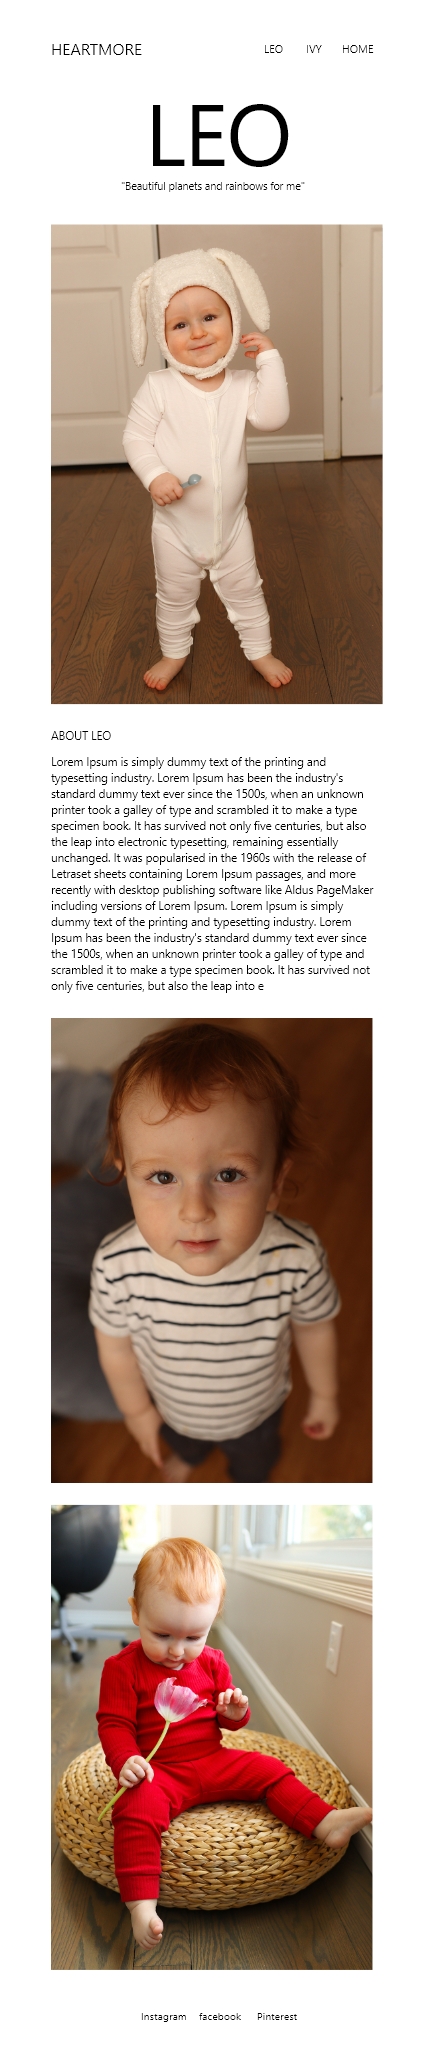 HEARTMORE
LEO IVY HOME
LEO
"Beautiful planets and rainbows for me"
ABOUT LEO
Lorem Ipsum is simply dummy text of the printing and
typesetting industry. Lorem Ipsum has been the industry's
standard dummy text ever since the 1500s, when an unknown
printer took a galley of type and scrambled it to make a type
specimen book. It has survived not only five centuries, but also
the leap into electronic typesetting, remaining essentially
unchanged. It was popularised in the 1960s with the release of
Letraset sheets containing Lorem Ipsum passages, and more
recently with desktop publishing software like Aldus PageMaker
including versions of Lorem Ipsum. Lorem Ipsum is simply
dummy text of the printing and typesetting industry. Lorem
Ipsum has been the industry's standard dummy text ever since
the 1500s, when an unknown printer took a galley of type and
scrambled it to make a type specimen book. It has survived not
only five centuries, but also the leap into e
Instagram facebook Pinterest